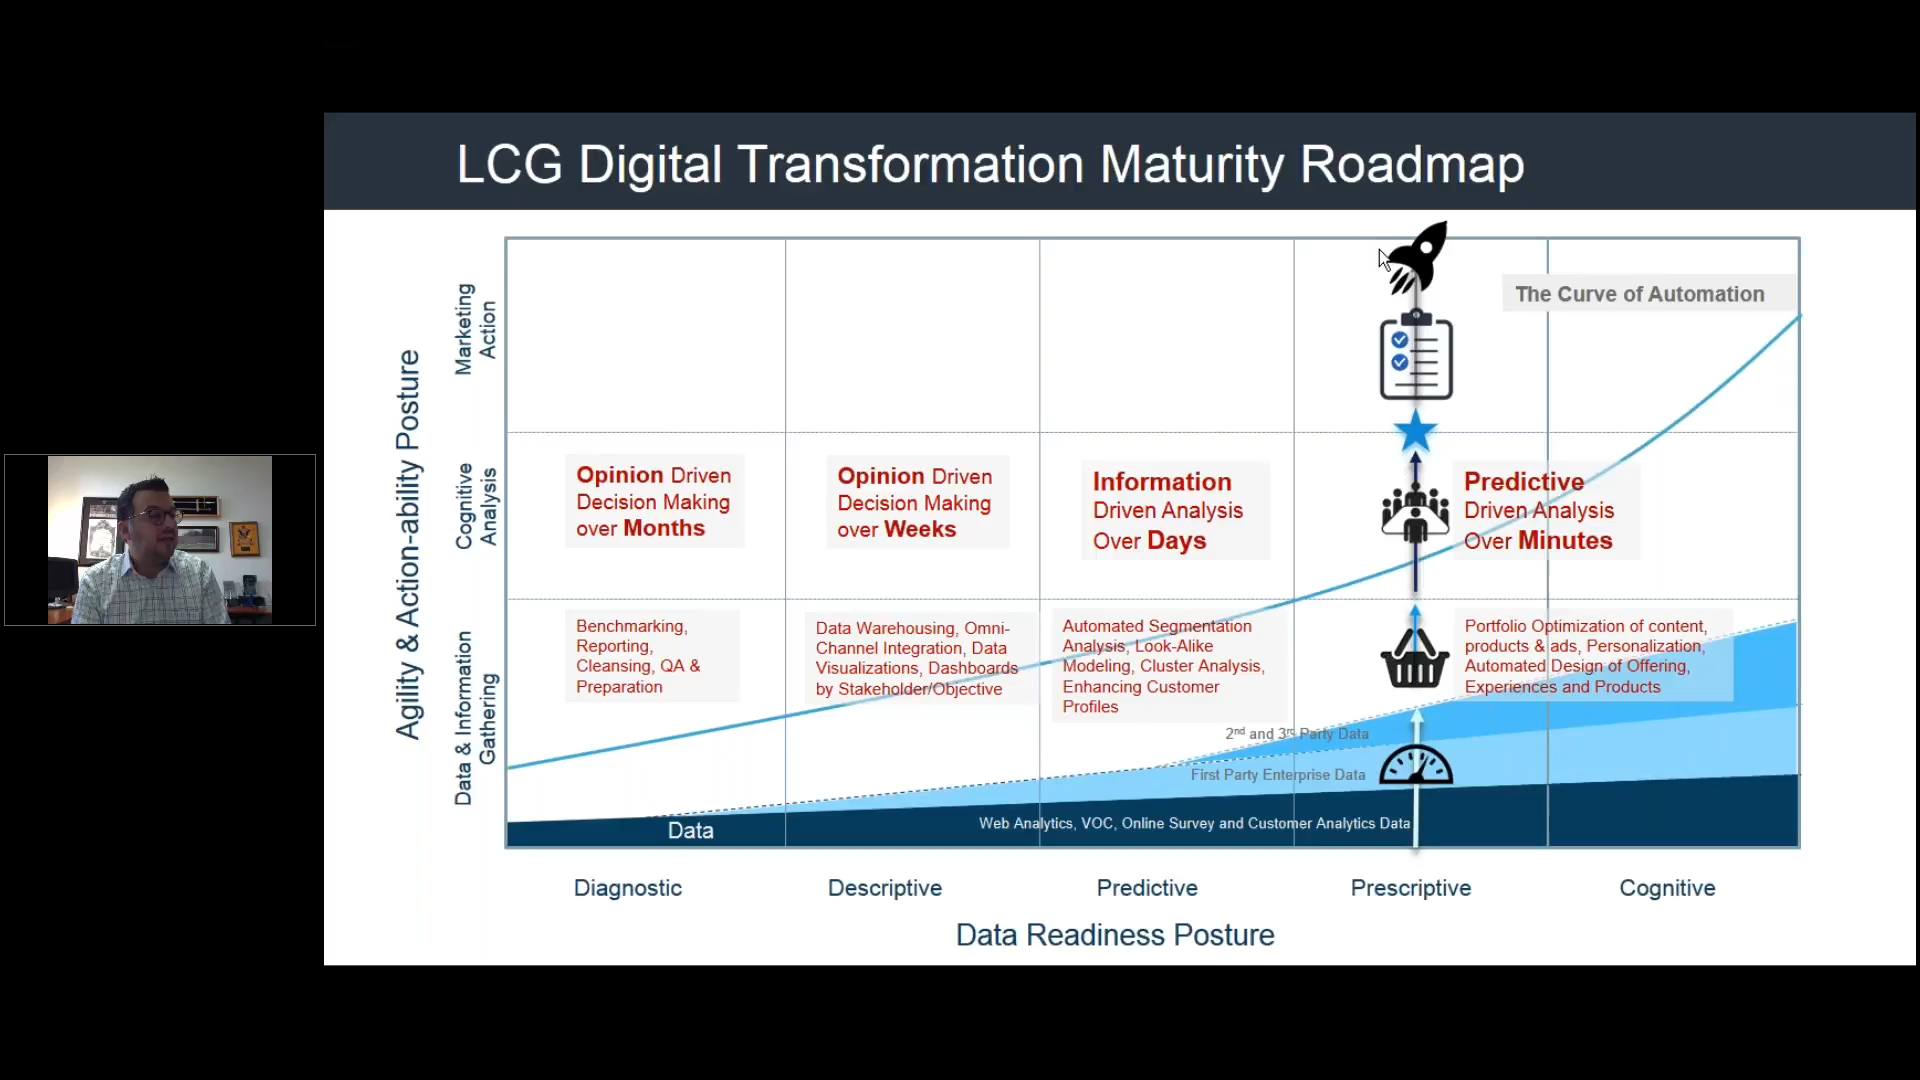 LCG Digital Transformation Maturity Roadmap
The Curve of Automation
Agility & Action-ability Posture
Marketing
Action
Cognitive
Analysis
Data & Information
Gathering
Opinion Driven
Decision Making
over Months
Opinion Driven
Decision Making
over Weeks
Information
Driven Analysis
Over Days
Predictive
Driven Analysis
Over Minutes
Benchmarking,
Reporting,
Cleansing, QA &
Preparation
Data Warehousing, Omni-
Channel Integration, Data
Visualizations, Dashboards
by Stakeholder/Objective
Automated Segmentation
Analysis, Look-Alike
Modeling, Cluster Analysis,
Enhancing Customer
Profiles
Portfolio Optimization of content,
products & ads, Personalization,
Automated Design of Offering,
Experiences and Products
2nd and 3rd Party Data
First Party Enterprise Data
Web Analytics, VOC, Online Survey and Customer Analytics Data
Data
Diagnostic
Descriptive
Predictive
Prescriptive
Cognitive
Data Readiness Posture